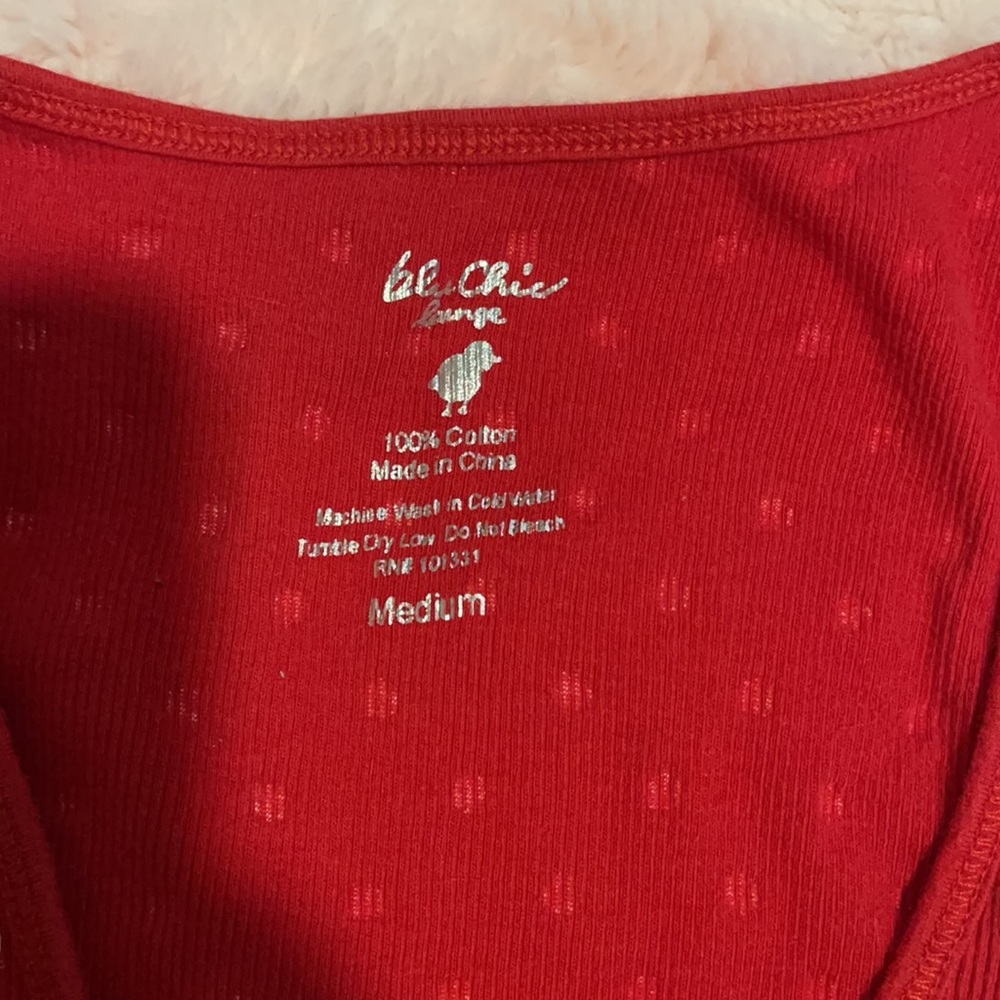 blu Chic
lounge
100% Cotton
Made in China
Machine Wash in Cold Water
Tumble Dry Low Do Not Bleach
RN# 101331
Medium